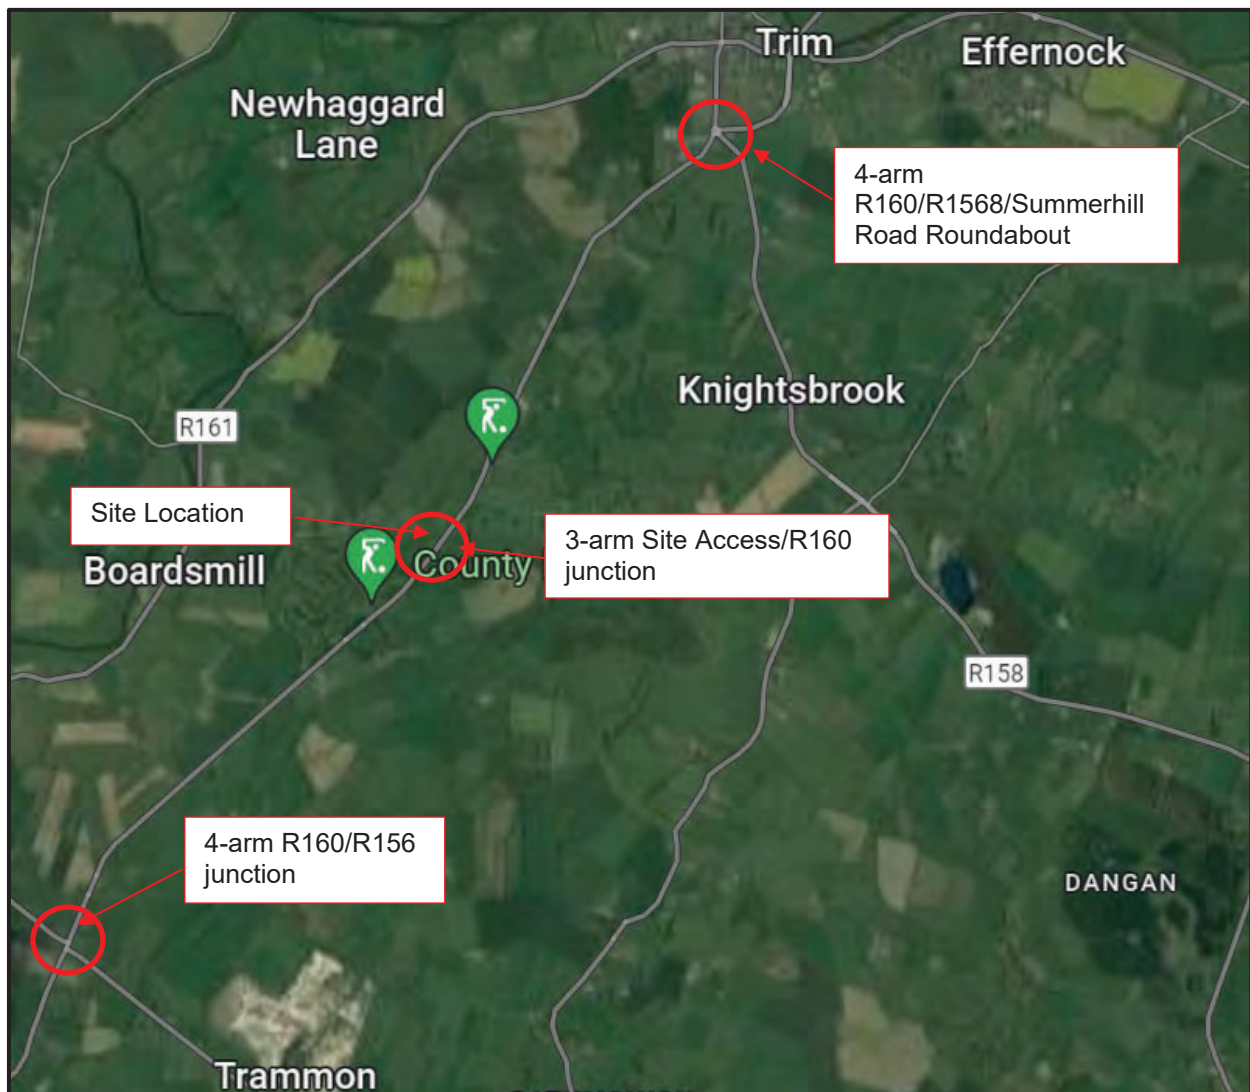 Trim
Effernock
Newhaggard
Lane
4-arm
R160/R1568/Summerhill
Road Roundabout
Knightsbrook
R161
Site Location
3-arm Site Access/R160
junction
County
Boardsmill
R158
4-arm R160/R156
junction
DANGAN
Trammon